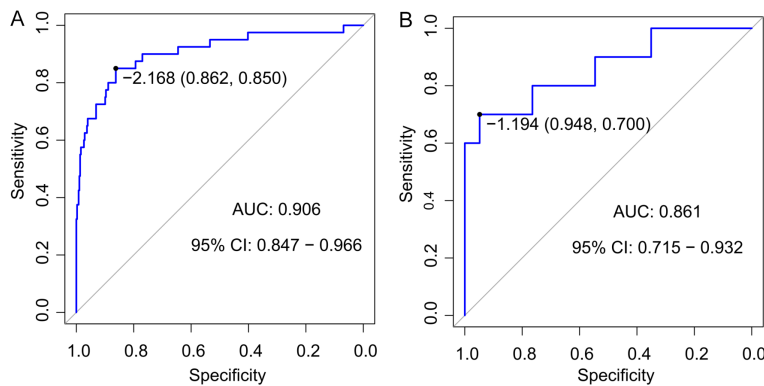 A
Sensitivity
1.0
0.8
0.6
0.4
0.2
0.0
−2.168 (0.862, 0.850)
AUC: 0.906
95% CI: 0.847 − 0.966
1.0 0.8 0.6 0.4 0.2 0.0
Specificity
B
Sensitivity
1.0
0.8
0.6
0.4
0.2
0.0
−1.194 (0.948, 0.700)
AUC: 0.861
95% CI: 0.715 − 0.932
1.0 0.8 0.6 0.4 0.2 0.0
Specificity